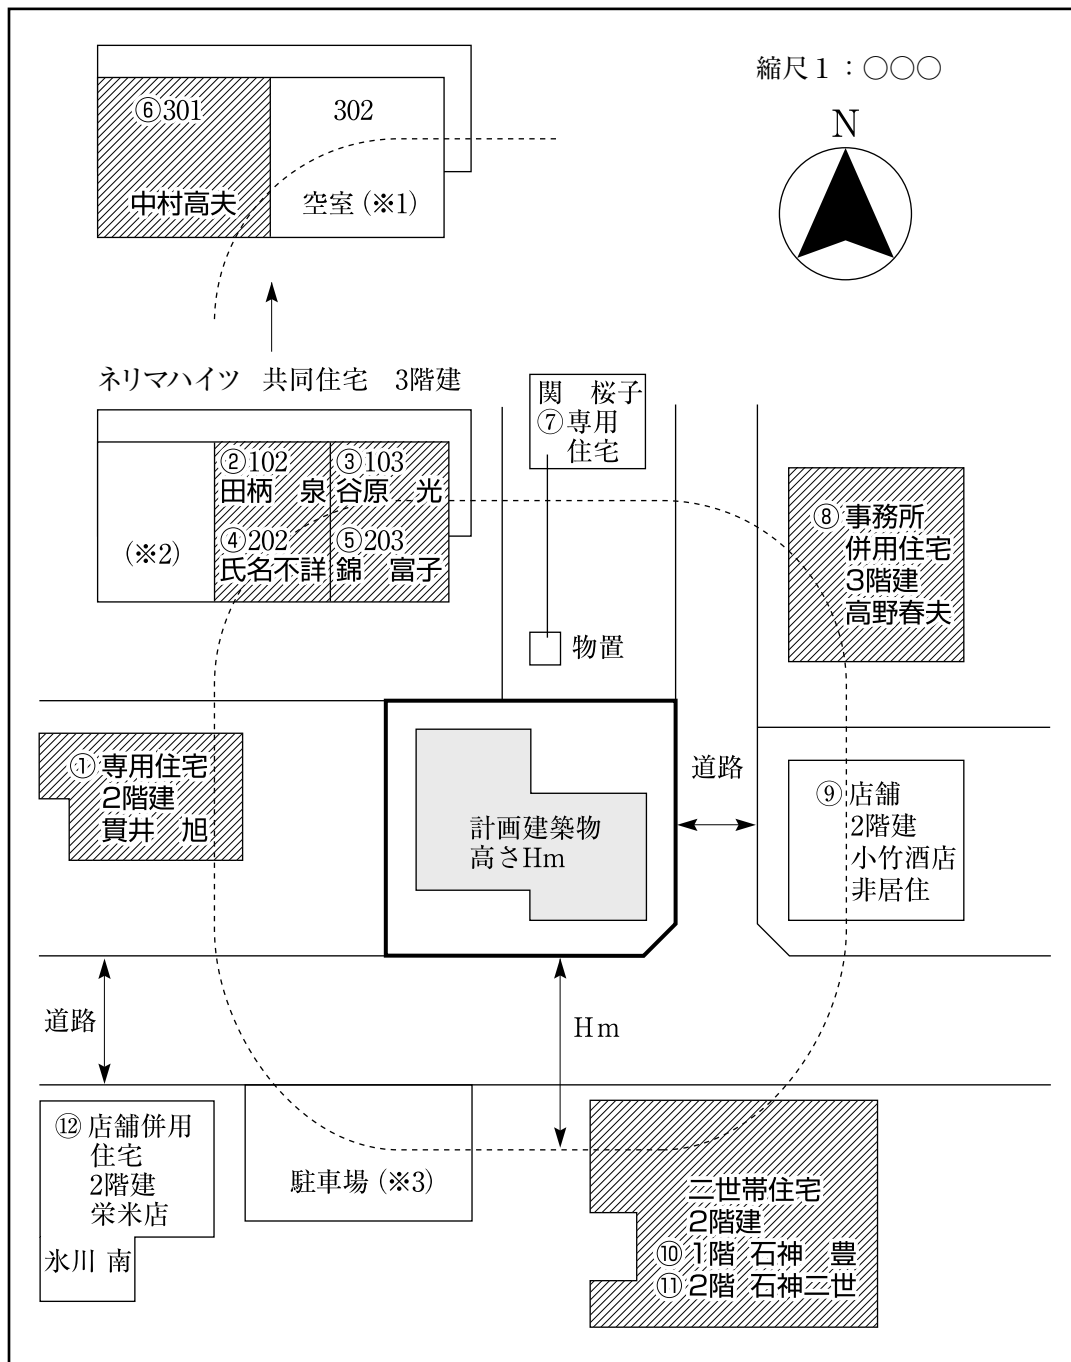 縮尺1：○○○
N
⑥301
中村高夫
302
空室(※1)
ネリマハイツ 共同住宅 3階建
(※2)
②102
田柄 泉
③103
谷原 光
④202
氏名不詳
⑤203
錦 富子
関 桜子
⑦専用
住宅
物置
⑧事務所
併用住宅
3階建
高野春夫
①専用住宅
2階建
貫井 旭
計画建築物
高さHm
道路
⑨店舗
2階建
小竹酒店
非居住
道路
Hm
⑫店舗併用
住宅
2階建
栄米店
氷川 南
駐車場(※3)
二世帯住宅
2階建
⑩1階 石神 豊
⑪2階 石神二世